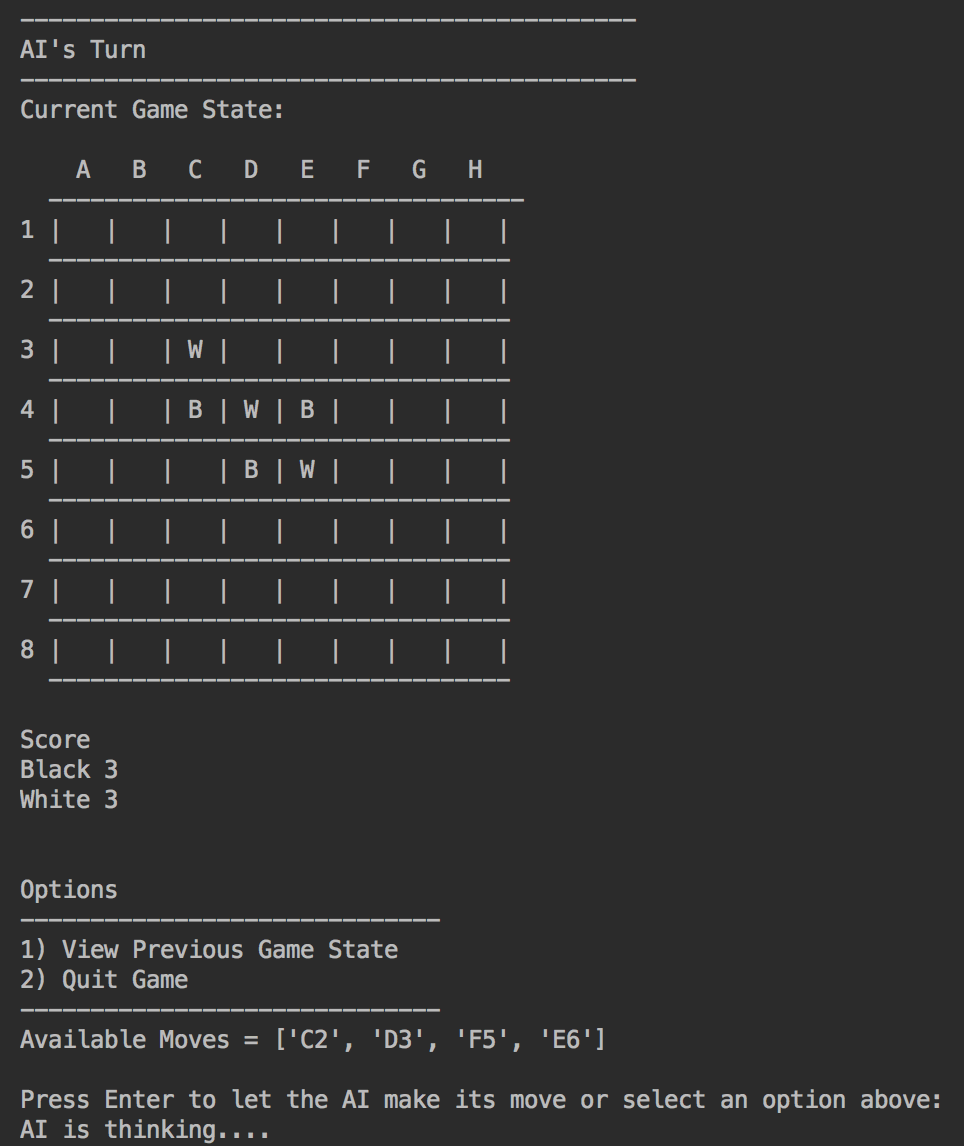 --------------------------------------------
AI's Turn
--------------------------------------------
Current Game State:
    A   B   C   D   E   F   G   H
  ----------------------------------
1 |   |   |   |   |   |   |   |   |
  ---------------------------------
2 |   |   |   |   |   |   |   |   |
  ---------------------------------
3 |   |   | W |   |   |   |   |   |
  ---------------------------------
4 |   |   | B | W | B |   |   |   |
  ---------------------------------
5 |   |   |   | B | W |   |   |   |
  ---------------------------------
6 |   |   |   |   |   |   |   |   |
  ---------------------------------
7 |   |   |   |   |   |   |   |   |
  ---------------------------------
8 |   |   |   |   |   |   |   |   |
  ---------------------------------
Score
Black 3
White 3
Options
------------------------------
1) View Previous Game State
2) Quit Game
------------------------------
Available Moves = ['C2', 'D3', 'F5', 'E6']
Press Enter to let the AI make its move or select an option above:
AI is thinking....